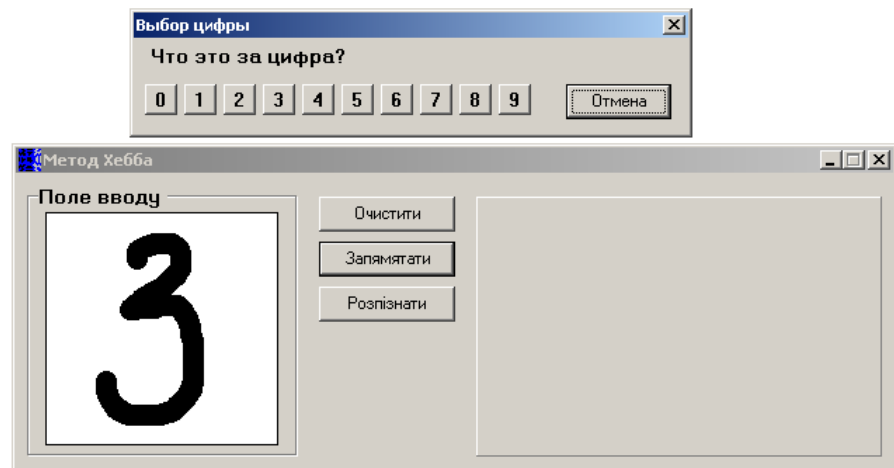 Выбор цифры
Что это за цифра?
0 1 2 3 4 5 6 7 8 9 Отмена
Метод Хебба
Поле вводу
Очистити
Запямятати
Розпізнати
3